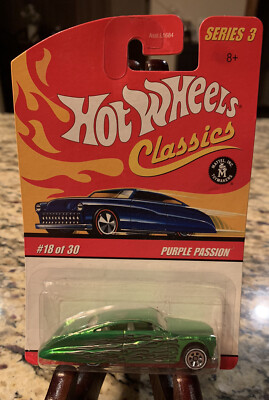 SERIES 3
8+
Hot Wheels
Classics
MATTEL, INC.
#18 of 30
PURPLE PASSION